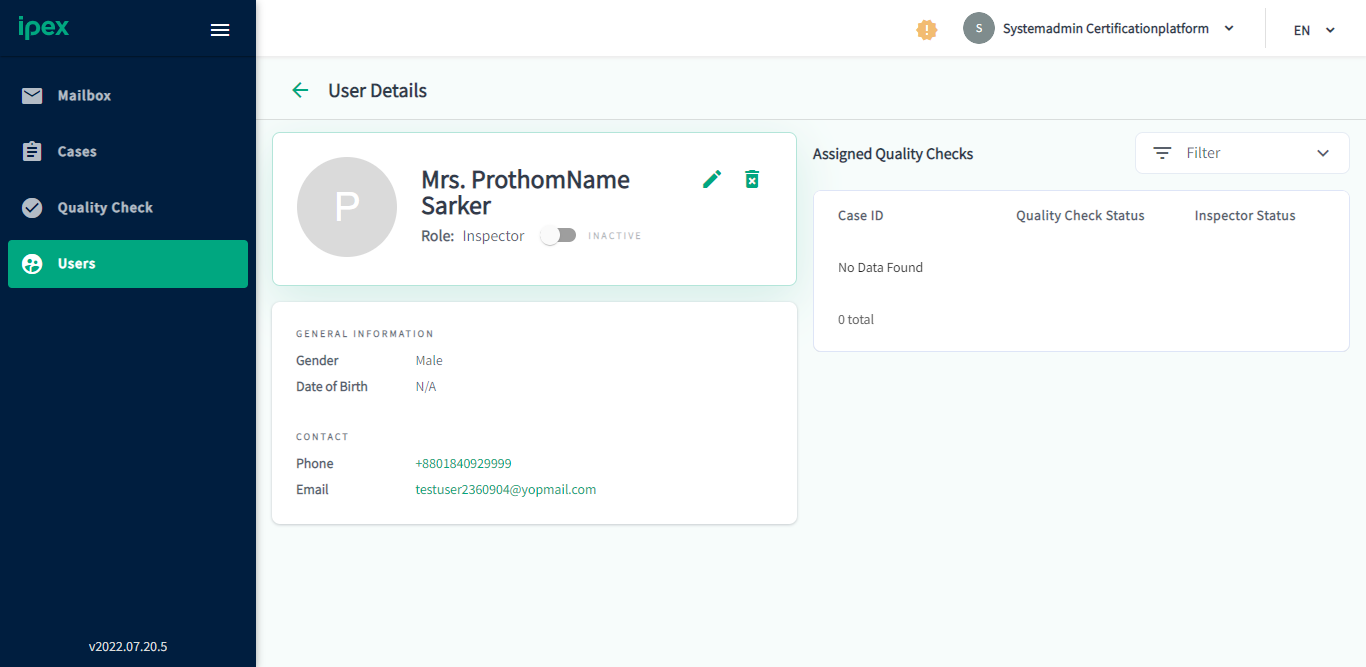 ipex
Systemadmin Certificationplatform
S
EN
Mailbox
Cases
Quality Check
Users
v2022.07.20.5
User Details
P
Mrs. ProthomName
Sarker
Role: Inspector INACTIVE
GENERAL INFORMATION
Gender Male
Date of Birth N/A
CONTACT
Phone +8801840929999
Email testuser2360904@yopmail.com
Assigned Quality Checks
Filter
Case ID Quality Check Status Inspector Status
No Data Found
0 total